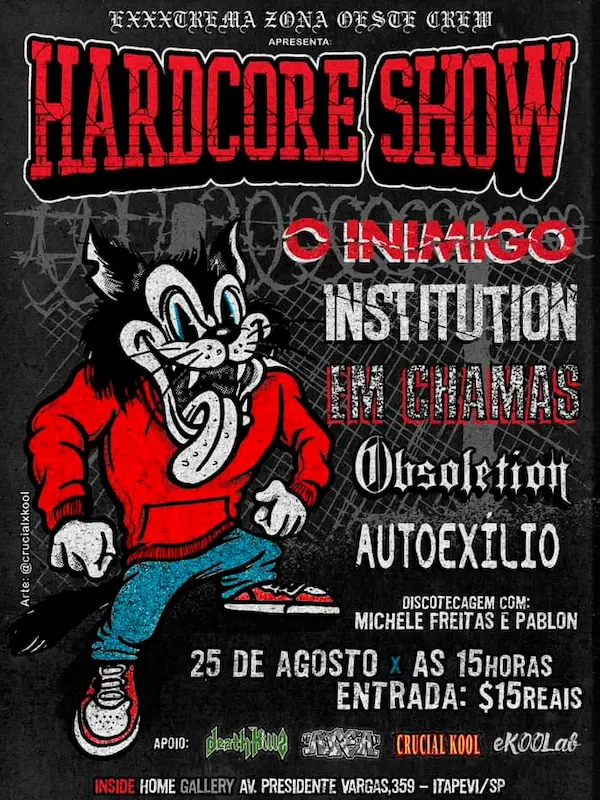 EXXXTREMA ZONA OESTE CREW
APRESENTA:
HARDCORE SHOW
O INIMIGO
INSTITUTION
EM CHAMAS
Obsoletion
AUTOEXÍLIO
DISCOTECAGEM COM:
MICHELE FREITAS E PABLON
25 DE AGOSTO x AS 15HORAS
ENTRADA: $15REAIS
APOIO: deathkillz CRUCIAL KOOL eKOOLab
INSIDE HOME GALLERY AV. PRESIDENTE VARGAS,359 – ITAPEVI/SP
Arte: @crucialxkool